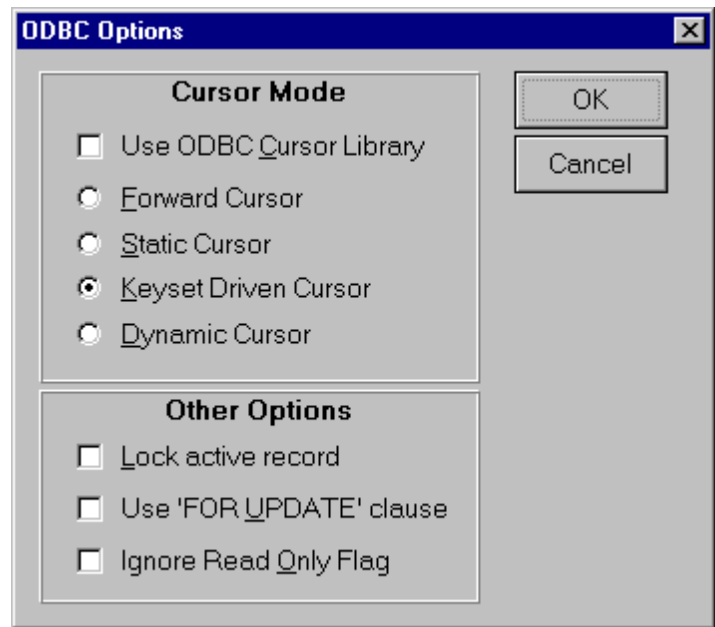 ODBC Options
Cursor Mode
Use ODBC Cursor Library
Forward Cursor
Static Cursor
Keyset Driven Cursor
Dynamic Cursor
Other Options
Lock active record
Use 'FOR UPDATE' clause
Ignore Read Only Flag
OK
Cancel